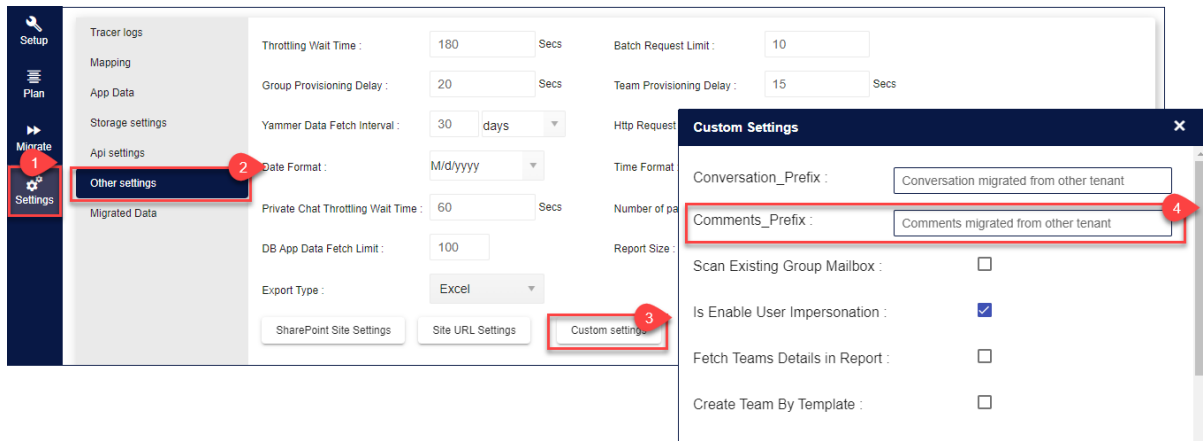 Setup
Plan
Migrate
1
Settings
Tracer logs
Mapping
App Data
Storage settings
Api settings
2
Other settings
Migrated Data
Throttling Wait Time : 180 Secs Batch Request Limit : 10
Group Provisioning Delay : 20 Secs Team Provisioning Delay : 15 Secs
Yammer Data Fetch Interval : 30 days Http Request
Date Format : M/d/yyyy Time Format
Private Chat Throttling Wait Time : 60 Secs Number of pa
DB App Data Fetch Limit : 100 Report Size :
Export Type : Excel
3
SharePoint Site Settings Site URL Settings Custom settings
Custom Settings
Conversation_Prefix : Conversation migrated from other tenant
4
Comments_Prefix : Comments migrated from other tenant
Scan Existing Group Mailbox :
Is Enable User Impersonation :
Fetch Teams Details in Report :
Create Team By Template :